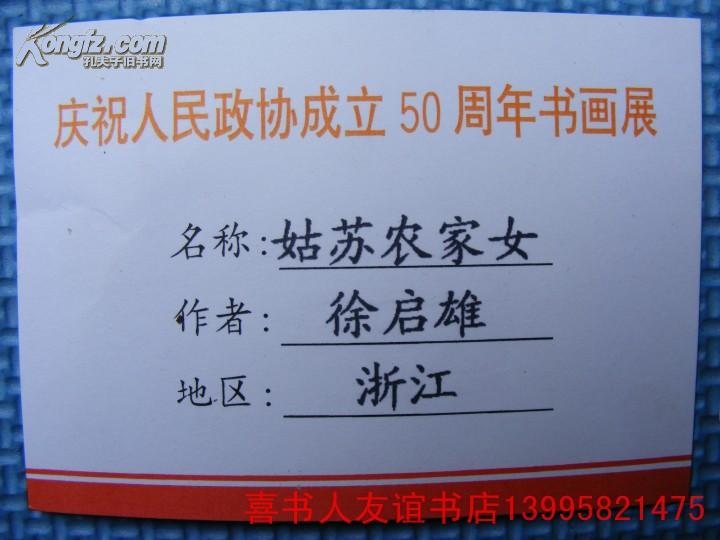 Kongfz.com
孔夫子旧书网
庆祝人民政协成立50周年书画展
名称:姑苏农家女
作者:徐启雄
地区:浙江
喜书人友谊书店13995821475